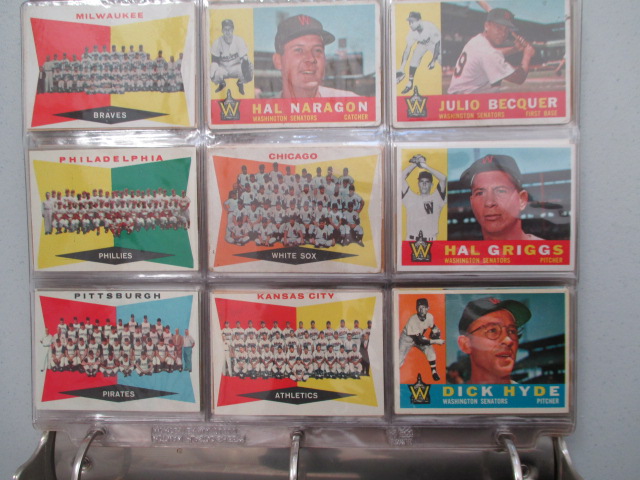 MILWAUKEE
BRAVES
HAL NARAGON
WASHINGTON SENATORS CATCHER
W
JULIO BECQUER
WASHINGTON SENATORS FIRST BASE
W
PHILADELPHIA
PHILLIES
CHICAGO
WHITE SOX
HAL GRIGGS
WASHINGTON SENATORS PITCHER
W
PITTSBURGH
PIRATES
KANSAS CITY
ATHLETICS
DICK HYDE
WASHINGTON SENATORS PITCHER
W